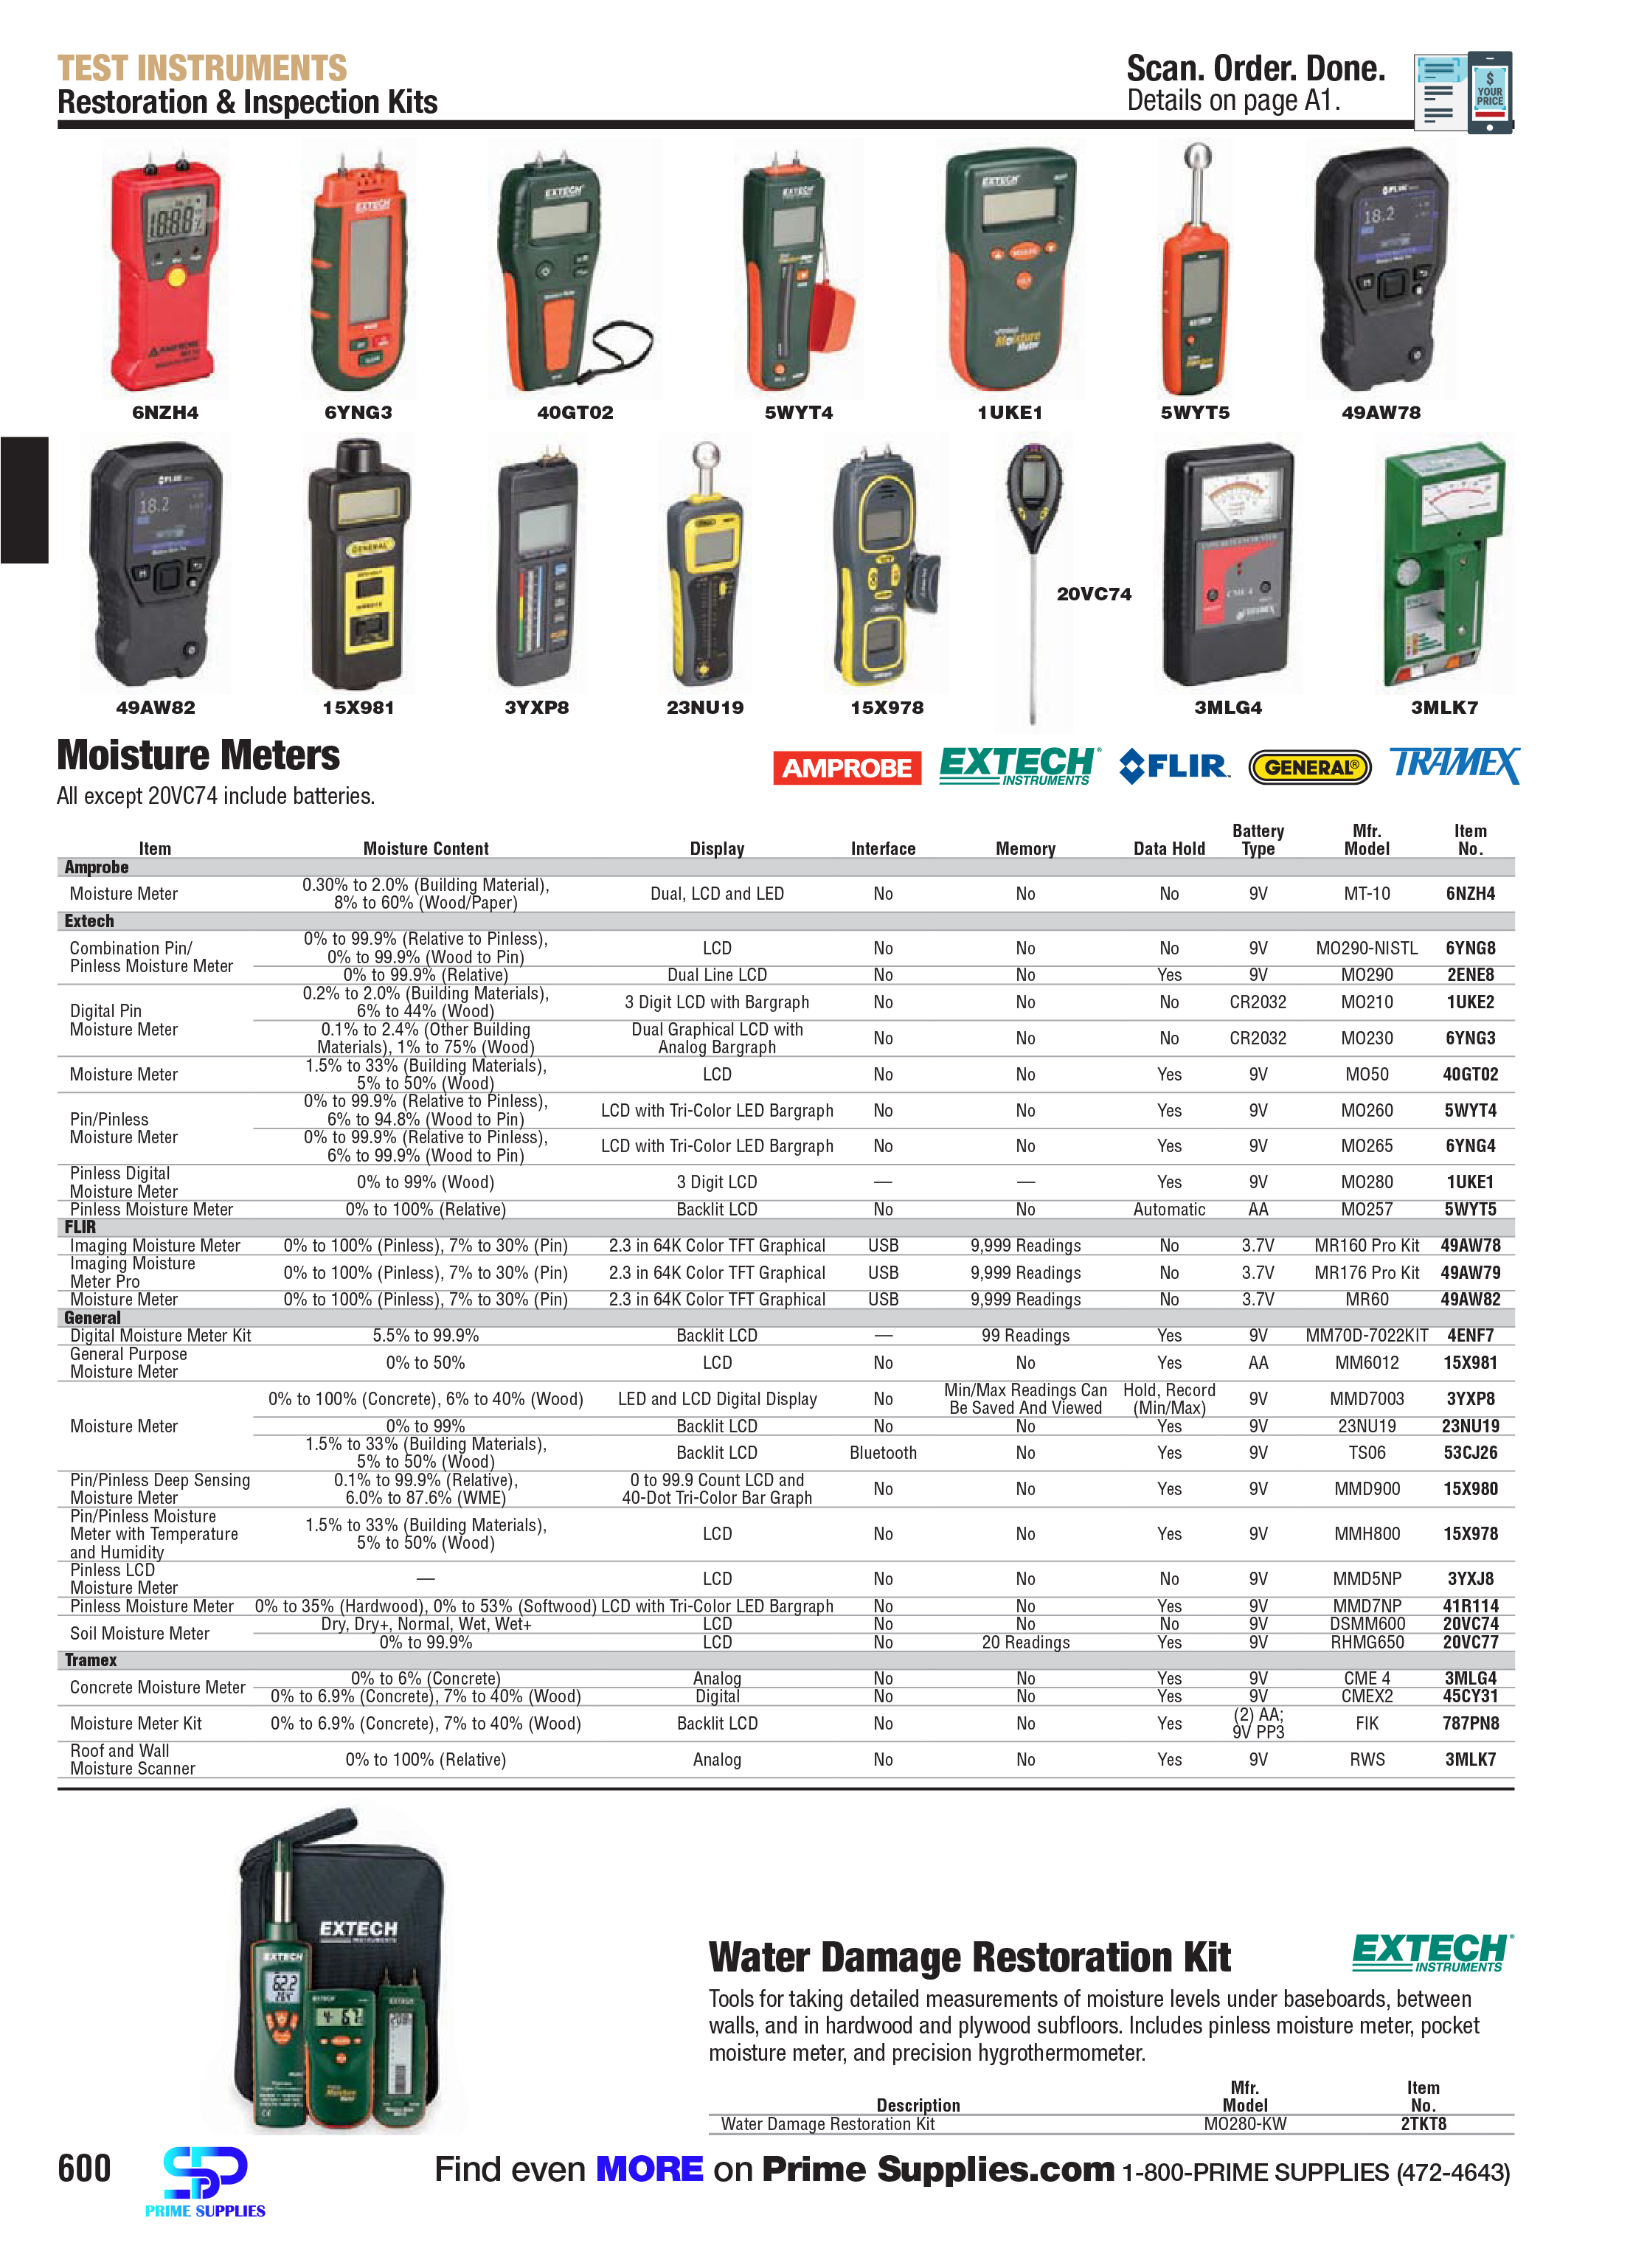 TEST INSTRUMENTS
Restoration & Inspection Kits
Scan. Order. Done.
Details on page A1.
$
YOUR
PRICE
6NZH4 6YNG3 40GT02 5WYT4 1UKE1 5WYT5 49AW78
20VC74
49AW82 15X981 3YXP8 23NU19 15X978 3MLG4 3MLK7
Moisture Meters
All except 20VC74 include batteries.
AMPROBE EXTECH INSTRUMENTS FLIR GENERAL® TRAMEX
Item Moisture Content Display Interface Memory Data Hold Battery Type Mfr. Model Item No.
Amprobe
Moisture Meter 0.30% to 2.0% (Building Material), 8% to 60% (Wood/Paper) Dual, LCD and LED No No No 9V MT-10 6NZH4
Extech
Combination Pin/ Pinless Moisture Meter 0% to 99.9% (Relative to Pinless), 0% to 99.9% (Wood to Pin) LCD No No No 9V MO290-NISTL 6YNG8
0% to 99.9% (Relative) Dual Line LCD No No Yes 9V MO290 2ENE8
Digital Pin Moisture Meter 0.2% to 2.0% (Building Materials), 6% to 44% (Wood) 3 Digit LCD with Bargraph No No No CR2032 MO210 1UKE2
0.1% to 2.4% (Other Building Materials), 1% to 75% (Wood) Dual Graphical LCD with Analog Bargraph No No No CR2032 MO230 6YNG3
Moisture Meter 1.5% to 33% (Building Materials), 5% to 50% (Wood) LCD No No Yes 9V MO50 40GT02
Pin/Pinless Moisture Meter 0% to 99.9% (Relative to Pinless), 6% to 94.8% (Wood to Pin) LCD with Tri-Color LED Bargraph No No Yes 9V MO260 5WYT4
0% to 99.9% (Relative to Pinless), 6% to 99.9% (Wood to Pin) LCD with Tri-Color LED Bargraph No No Yes 9V MO265 6YNG4
Pinless Digital Moisture Meter 0% to 99% (Wood) 3 Digit LCD — — Yes 9V MO280 1UKE1
Pinless Moisture Meter 0% to 100% (Relative) Backlit LCD No No Automatic AA MO257 5WYT5
FLIR
Imaging Moisture Meter 0% to 100% (Pinless), 7% to 30% (Pin) 2.3 in 64K Color TFT Graphical USB 9,999 Readings No 3.7V MR160 Pro Kit 49AW78
Imaging Moisture Meter Pro 0% to 100% (Pinless), 7% to 30% (Pin) 2.3 in 64K Color TFT Graphical USB 9,999 Readings No 3.7V MR176 Pro Kit 49AW79
Moisture Meter 0% to 100% (Pinless), 7% to 30% (Pin) 2.3 in 64K Color TFT Graphical USB 9,999 Readings No 3.7V MR60 49AW82
General
Digital Moisture Meter Kit 5.5% to 99.9% Backlit LCD — 99 Readings Yes 9V MM70D-7022KIT 4ENF7
General Purpose Moisture Meter 0% to 50% LCD No No Yes AA MM6012 15X981
Moisture Meter 0% to 100% (Concrete), 6% to 40% (Wood) LED and LCD Digital Display No Min/Max Readings Can Be Saved And Viewed Hold, Record (Min/Max) 9V MMD7003 3YXP8
0% to 99% Backlit LCD No No Yes 9V 23NU19 23NU19
1.5% to 33% (Building Materials), 5% to 50% (Wood) Backlit LCD Bluetooth No Yes 9V TS06 53CJ26
Pin/Pinless Deep Sensing Moisture Meter 0.1% to 99.9% (Relative), 6.0% to 87.6% (WME) 0 to 99.9 Count LCD and 40-Dot Tri-Color Bar Graph No No Yes 9V MMD900 15X980
Pin/Pinless Moisture Meter with Temperature and Humidity 1.5% to 33% (Building Materials), 5% to 50% (Wood) LCD No No Yes 9V MMH800 15X978
Pinless LCD Moisture Meter — LCD No No No 9V MMD5NP 3YXJ8
Pinless Moisture Meter 0% to 35% (Hardwood), 0% to 53% (Softwood) LCD with Tri-Color LED Bargraph No No Yes 9V MMD7NP 41R114
Soil Moisture Meter Dry, Dry+, Normal, Wet, Wet+ LCD No No No 9V DSMM600 20VC74
0% to 99.9% LCD No 20 Readings Yes 9V RHMG650 20VC77
Tramex
Concrete Moisture Meter 0% to 6% (Concrete) Analog No No Yes 9V CME 4 3MLG4
0% to 6.9% (Concrete), 7% to 40% (Wood) Digital No No Yes 9V CMEX2 45CY31
Moisture Meter Kit 0% to 6.9% (Concrete), 7% to 40% (Wood) Backlit LCD No No Yes (2) AA; 9V PP3 FIK 787PN8
Roof and Wall Moisture Scanner 0% to 100% (Relative) Analog No No Yes 9V RWS 3MLK7
EXTECH
INSTRUMENTS
EXTECH
Water Damage Restoration Kit
EXTECH INSTRUMENTS
Tools for taking detailed measurements of moisture levels under baseboards, between
walls, and in hardwood and plywood subfloors. Includes pinless moisture meter, pocket
moisture meter, and precision hygrothermometer.
Description Mfr. Model Item No.
Water Damage Restoration Kit MO280-KW 2TKT8
600
PRIME SUPPLIES
Find even MORE on Prime Supplies.com 1-800-PRIME SUPPLIES (472-4643)